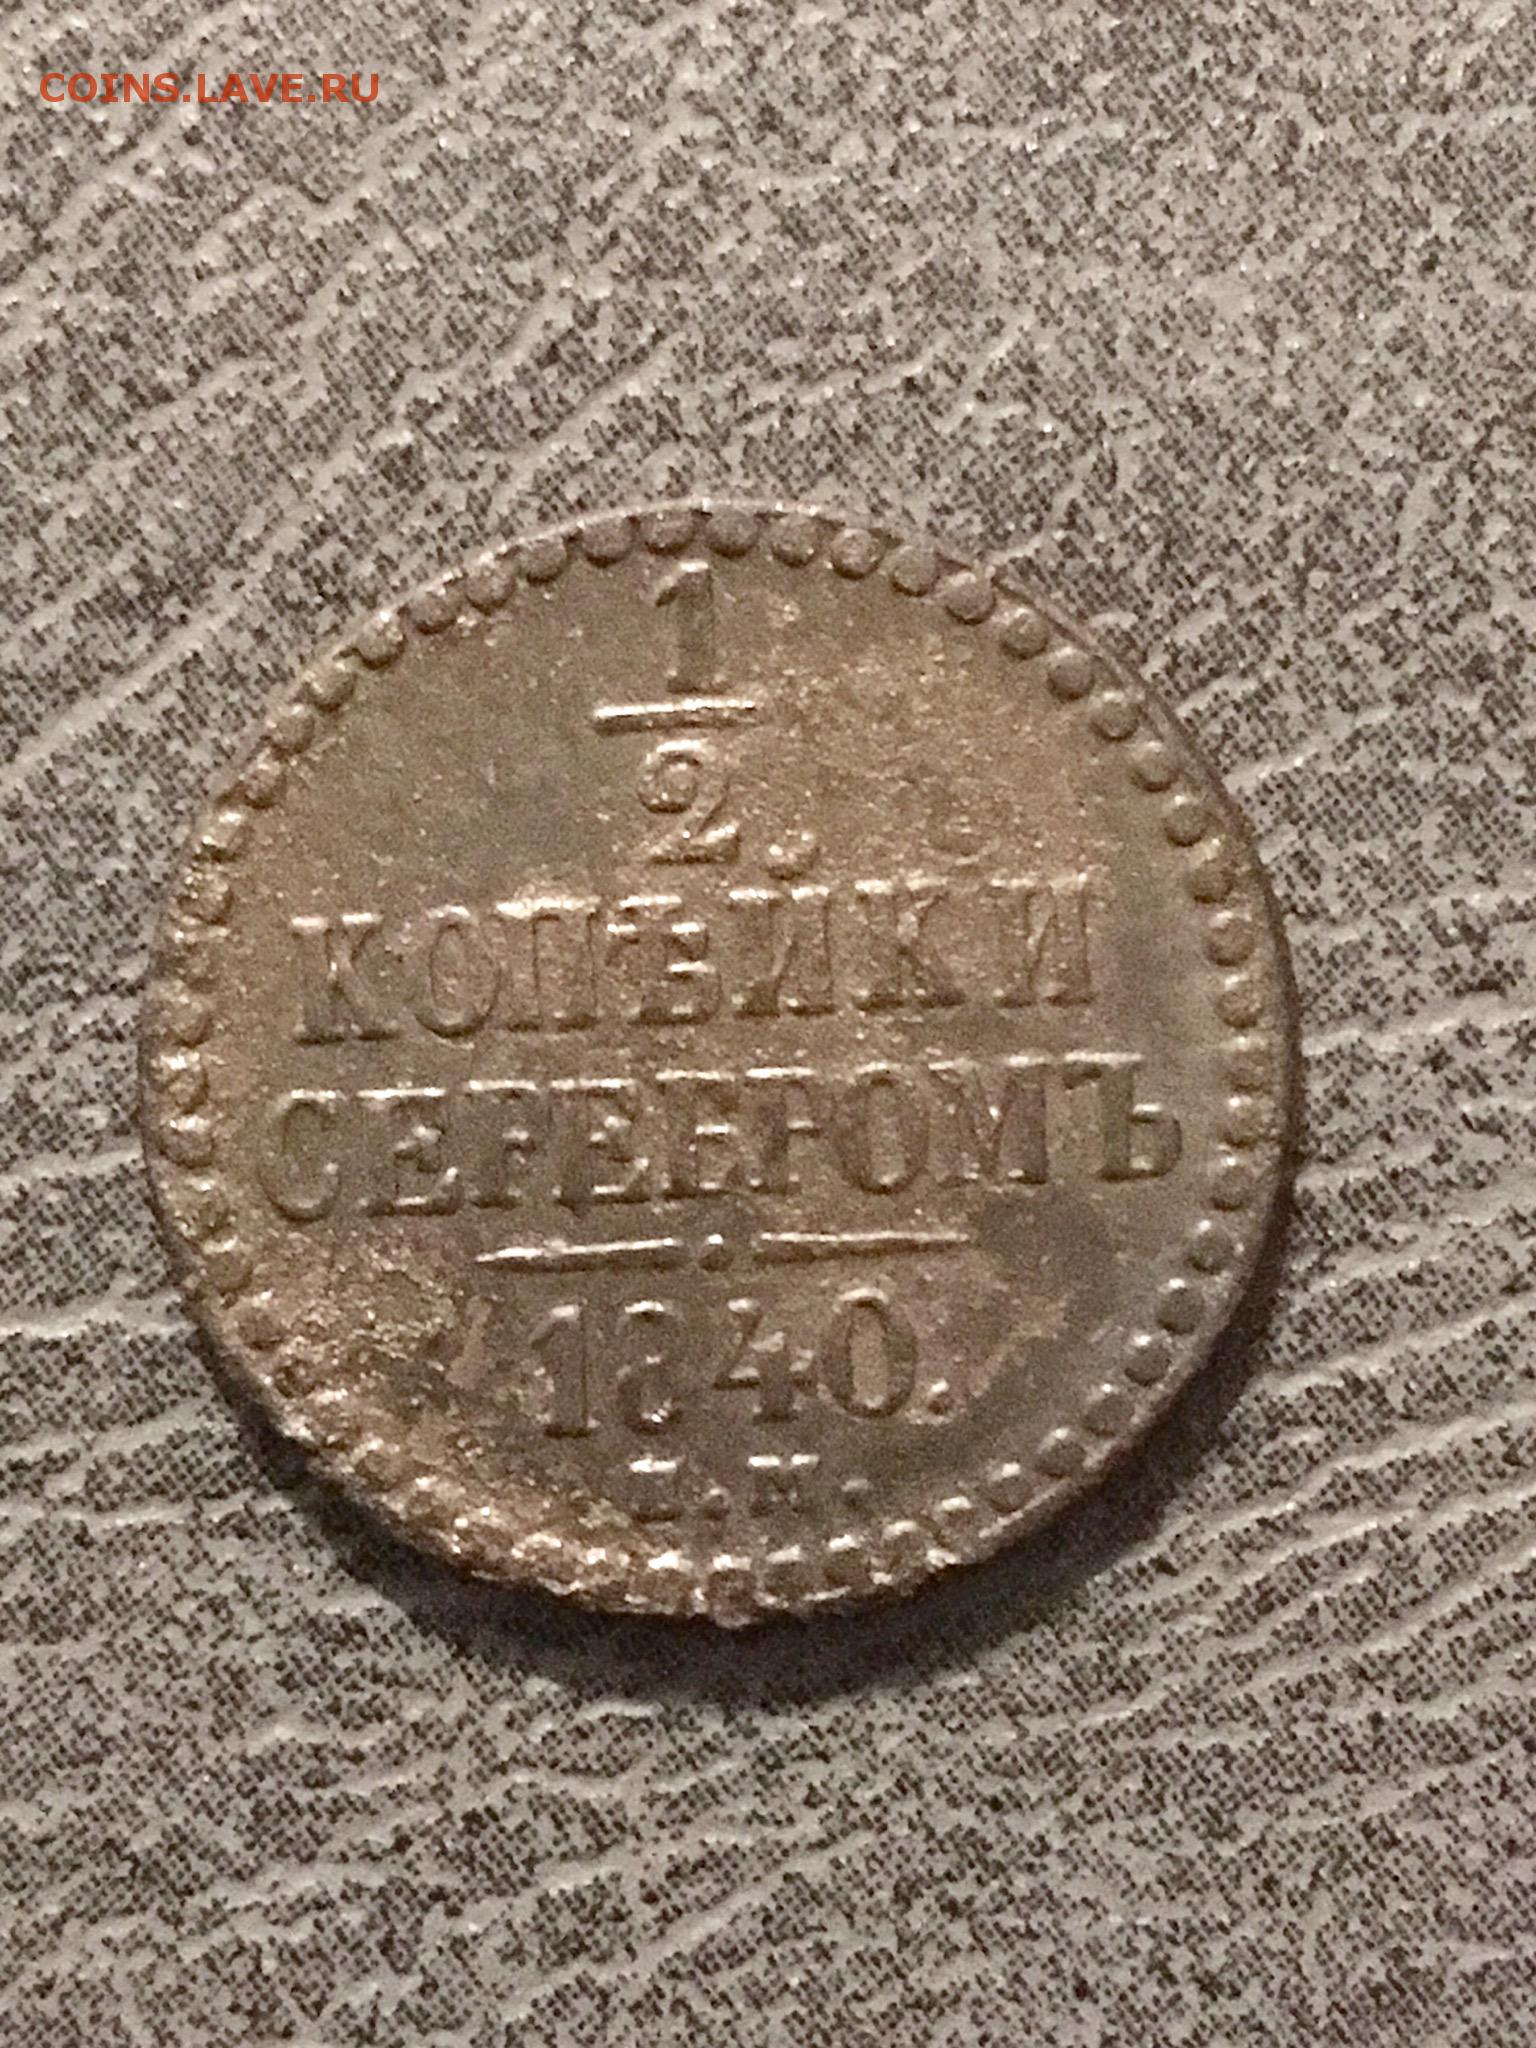 COINS.LAVE.RU
1
2.
КОПѢЙКИ
СЕРЕБРОМЪ
1840.
С.М.